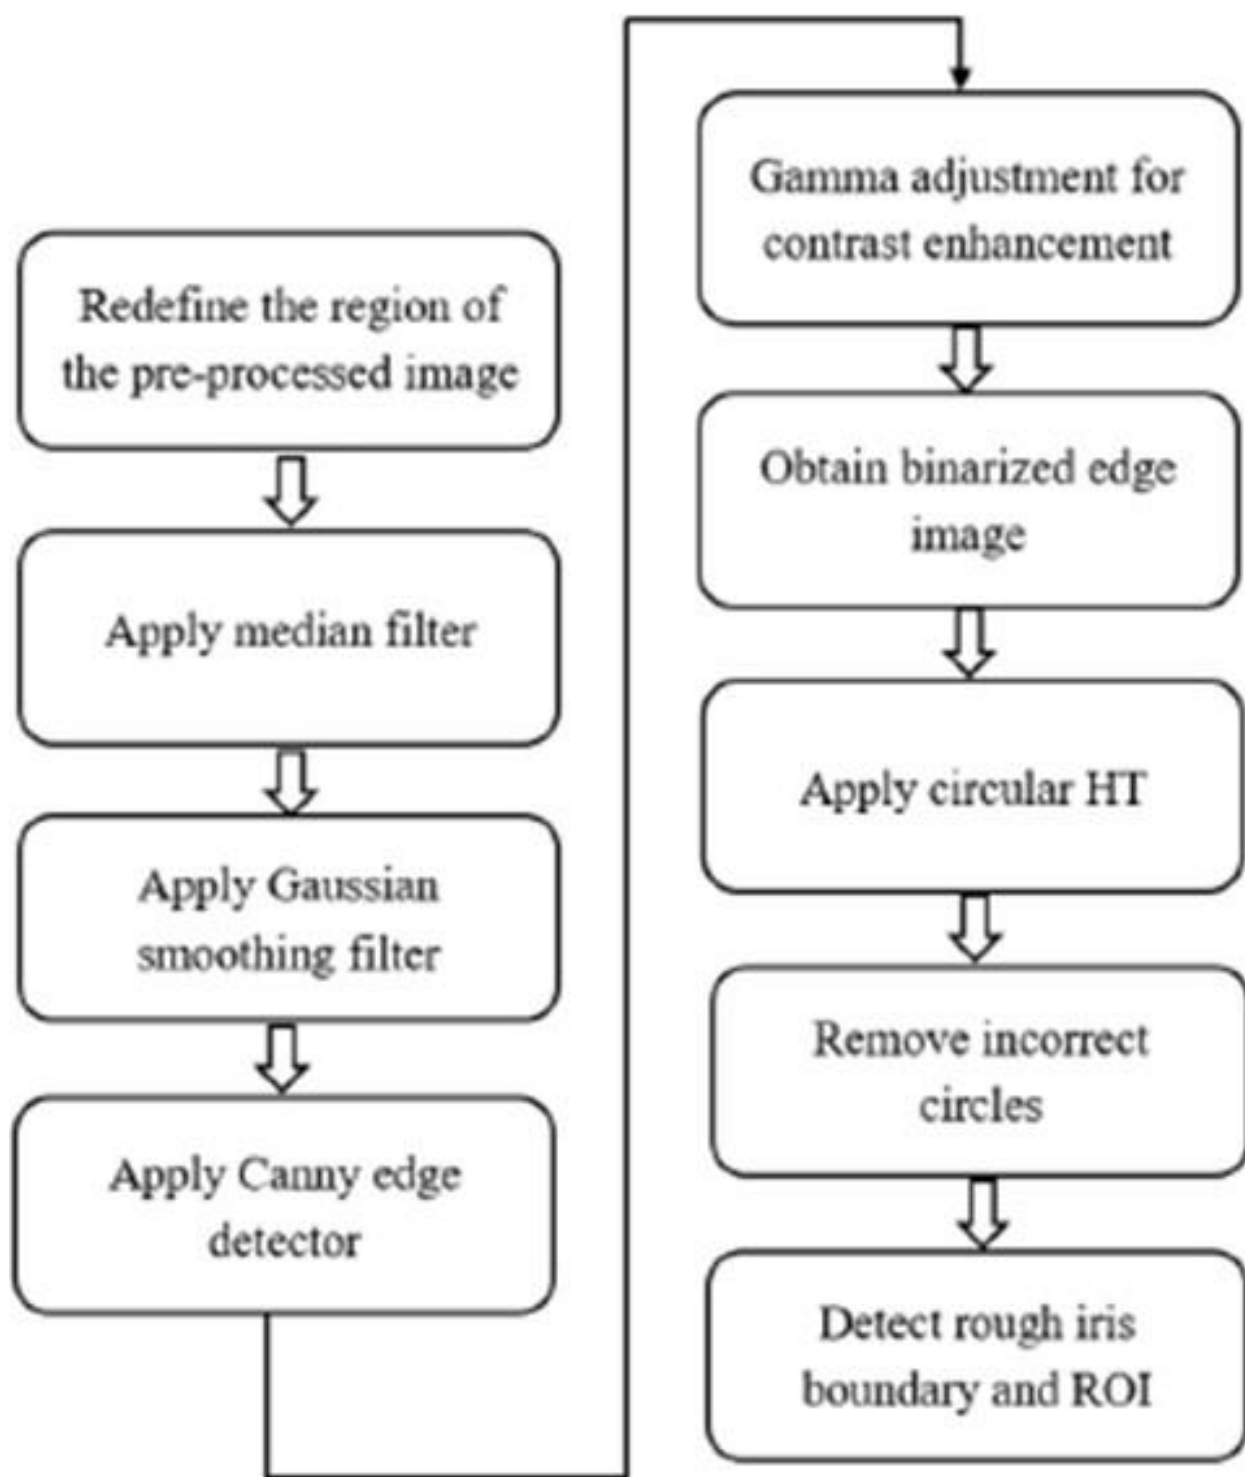 Redefine the region of
the pre-processed image
Apply median filter
Apply Gaussian
smoothing filter
Apply Canny edge
detector
Gamma adjustment for
contrast enhancement
Obtain binarized edge
image
Apply circular HT
Remove incorrect
circles
Detect rough iris
boundary and ROI